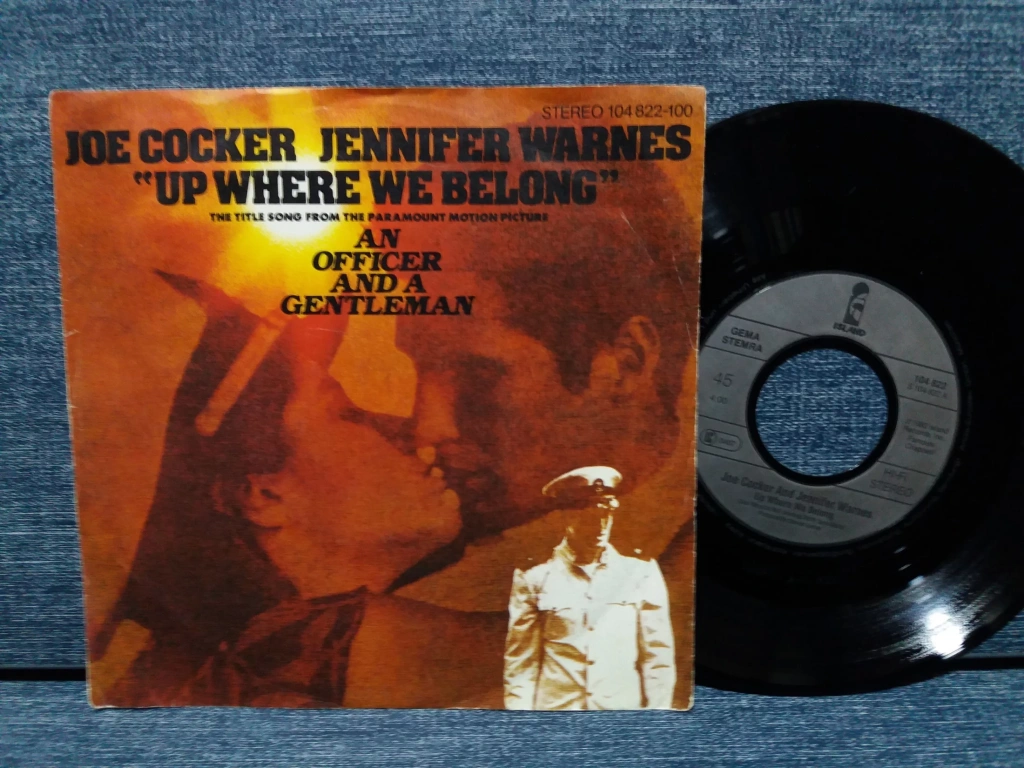 STEREO 104 822-100
JOE COCKER JENNIFER WARNES
“UP WHERE WE BELONG”
THE TITLE SONG FROM THE PARAMOUNT MOTION PICTURE
AN
OFFICER
AND A
GENTLEMAN
ISLAND
GEMA
STEMRA
45
104 822
HI-FI
STEREO
Joe Cocker And Jennifer Warnes
Up Where We Belong